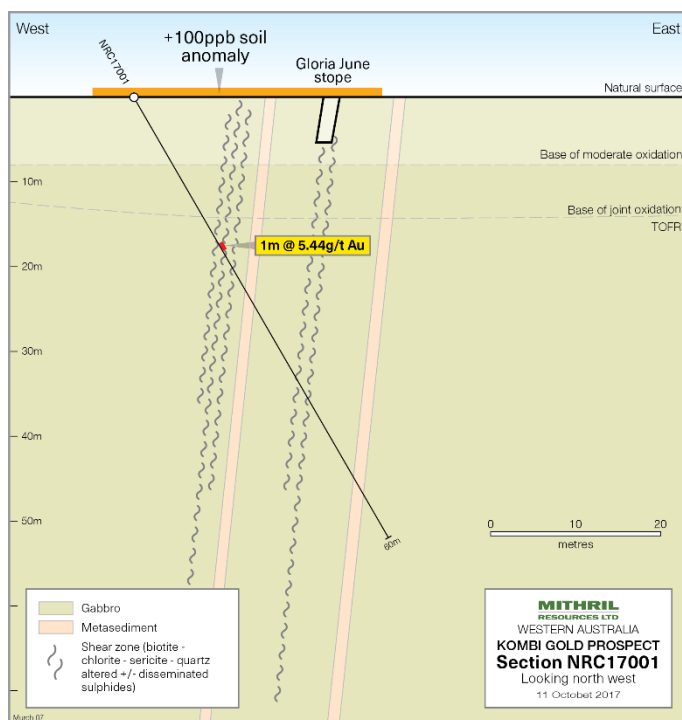 West
East
+100ppb soil
anomaly
Gloria June
stope
NRC17001
Natural surface
Base of moderate oxidation
10m
Base of joint oxidation
TOFR
1m @ 5.44g/t Au
20m
30m
40m
50m
60m
0 10 20
metres
Gabbro
Metasediment
Shear zone (biotite -
chlorite - sericite - quartz
altered +/- disseminated
sulphides)
MITHRIL
RESOURCES LTD
WESTERN AUSTRALIA
KOMBI GOLD PROSPECT
Section NRC17001
Looking north west
11 Octobet 2017
Murch 07